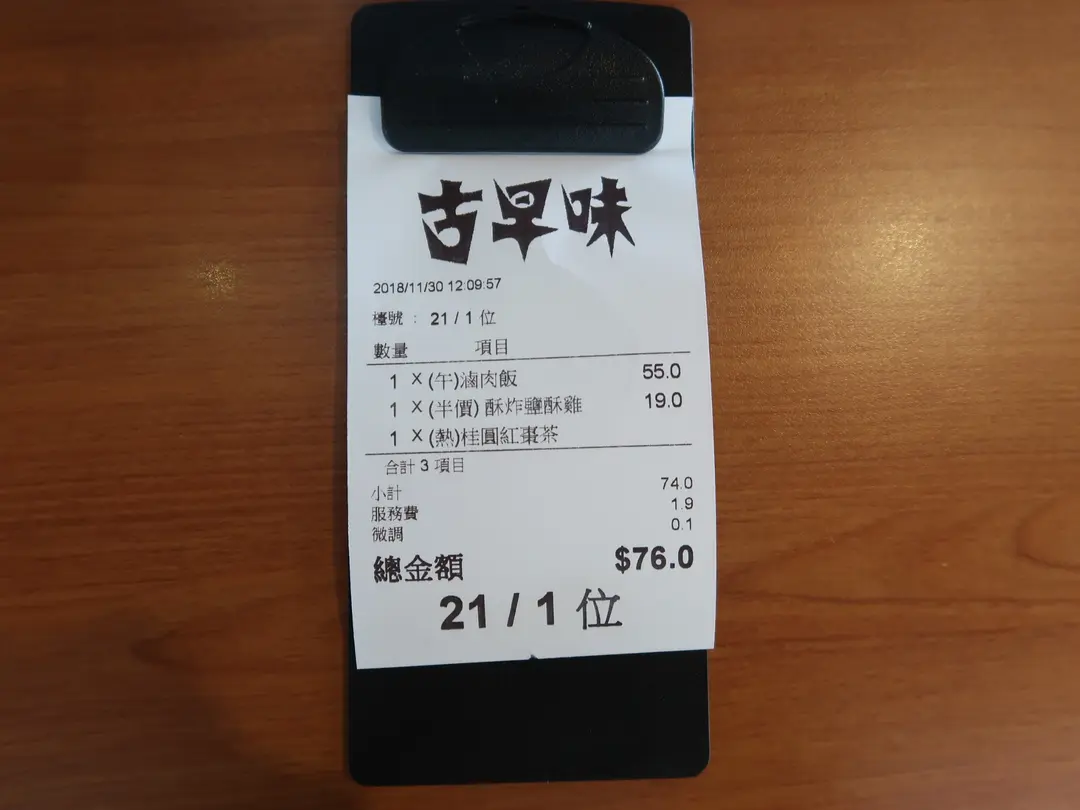 古早味
2018/11/30 12:09:57
檯號 : 21 / 1 位
數量 項目
1 X (午)滷肉飯 55.0
1 X (半價) 酥炸鹽酥雞 19.0
1 X (熱)桂圓紅棗茶
合計 3 項目
小計 74.0
服務費 1.9
微調 0.1
總金額 $76.0
21 / 1 位